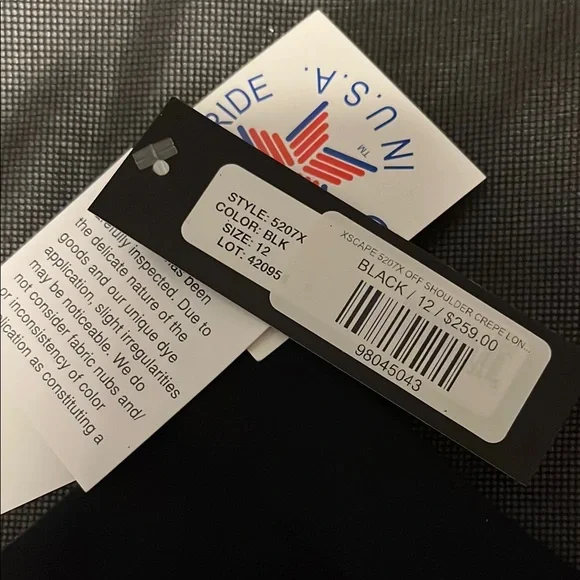 RIDE
IN U.S.A.
TM
STYLE: 5207X
COLOR: BLK
SIZE: 12
LOT: 42095
XSCAPE 5207X OFF SHOULDER CREPE LON...
BLACK / 12 / $259.00
98045043
has been
inspected. Due to
the delicate nature of the
goods and our unique dye
application, slight irregularities
may be noticeable. We do
not consider fabric nubs and/
or inconsistency of color
as constituting a